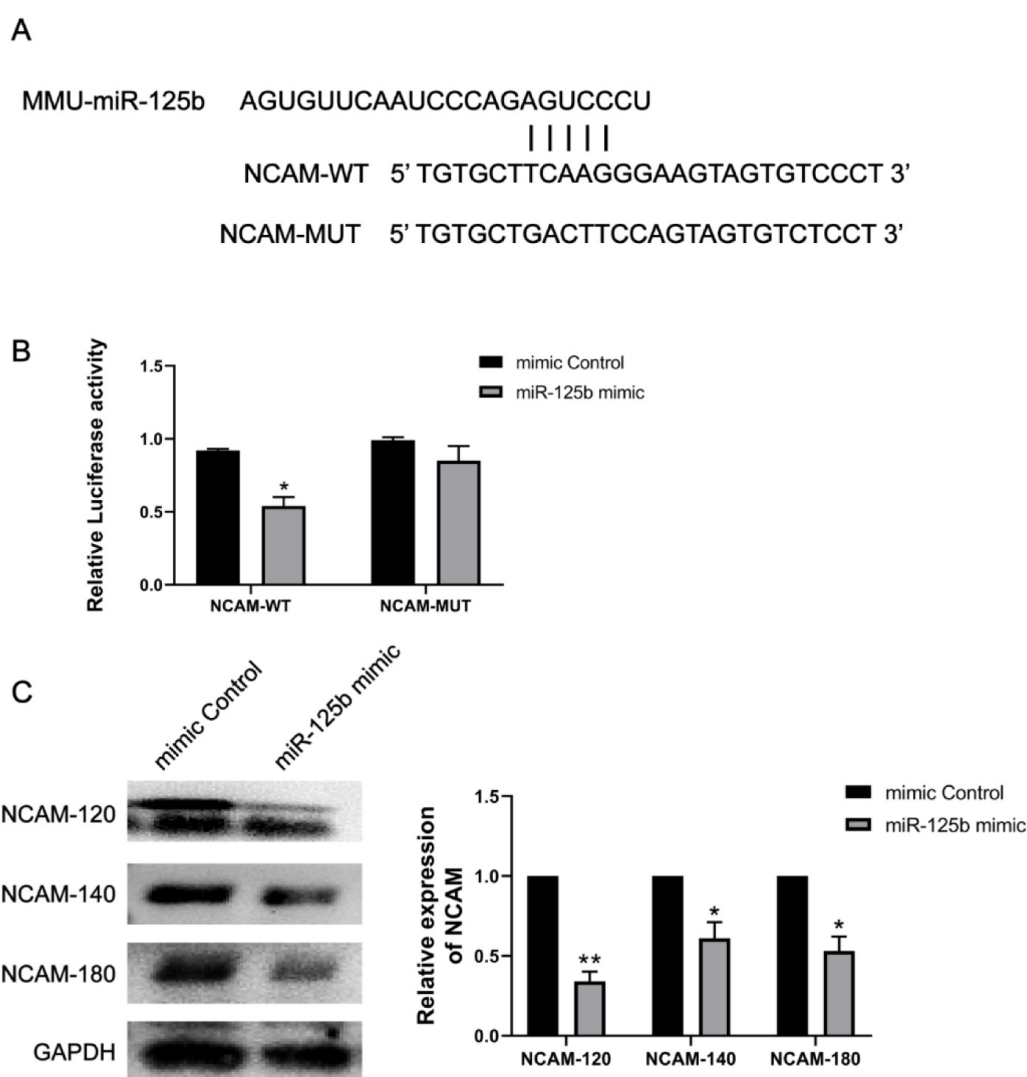 A
MMU-miR-125b AGUGUUCAAUCCCAGAGUCCCU
NCAM-WT 5' TGTGCTTCAAGGGAAGTAGTGTCCCT 3'
NCAM-MUT 5' TGTGCTGACTTCCAGTAGTGTCTCCT 3'
B
Relative Luciferase activity
1.5
1.0
0.5
0.0
*
NCAM-WT
NCAM-MUT
mimic Control
miR-125b mimic
C
mimic Control
miR-125b mimic
NCAM-120
NCAM-140
NCAM-180
GAPDH
Relative expression
of NCAM
1.5
1.0
0.5
0.0
**
*
*
NCAM-120
NCAM-140
NCAM-180
mimic Control
miR-125b mimic